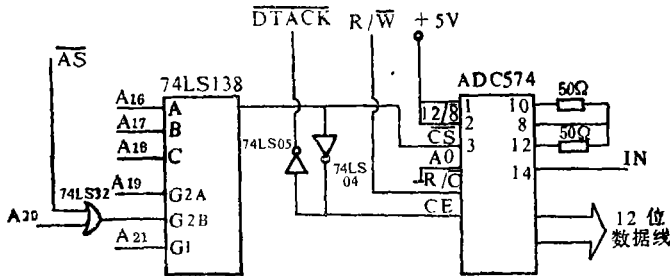 DTACK
R/W
+5V
AS
74LS138
ADC574
A16
A
A17
B
A18
C
A19
G2A
74LS32
A20
G2B
A21
G1
74LS05
74LS
04
12/8
CS
A0
R/C
CE
1
2
3
10
8
12
14
50Ω
50Ω
IN
12 位
数据线